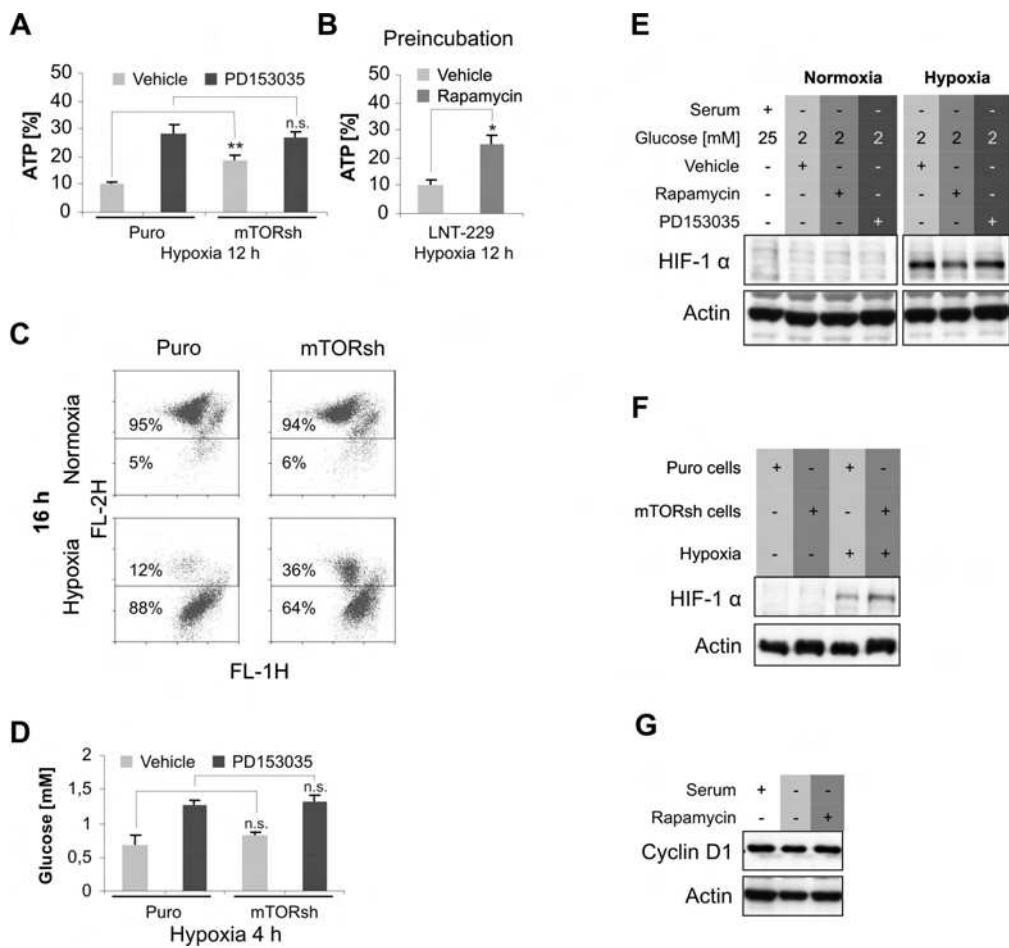 A
Vehicle PD153035
ATP [%]
50
40
30
20
10
0
** n.s.
Puro mTORsh
Hypoxia 12 h
B
Preincubation
Vehicle
Rapamycin
ATP [%]
50
40
30
20
10
0
*
LNT-229
Hypoxia 12 h
C
Puro mTORsh
16 h
Normoxia
FL-2H
95% 94%
5% 6%
Hypoxia
12% 36%
88% 64%
FL-1H
D
Vehicle PD153035
Glucose [mM]
2
1.5
1
0,5
0
n.s. n.s.
Puro mTORsh
Hypoxia 4 h
E
Normoxia Hypoxia
Serum + - - - - - -
Glucose [mM] 25 2 2 2 2 2 2
Vehicle - + - - + - -
Rapamycin - - + - - + -
PD153035 - - - + - - +
HIF-1 α
Actin
F
Puro cells + - + -
mTORsh cells - + - +
Hypoxia - - + +
HIF-1 α
Actin
G
Serum + - -
Rapamycin - - +
Cyclin D1
Actin